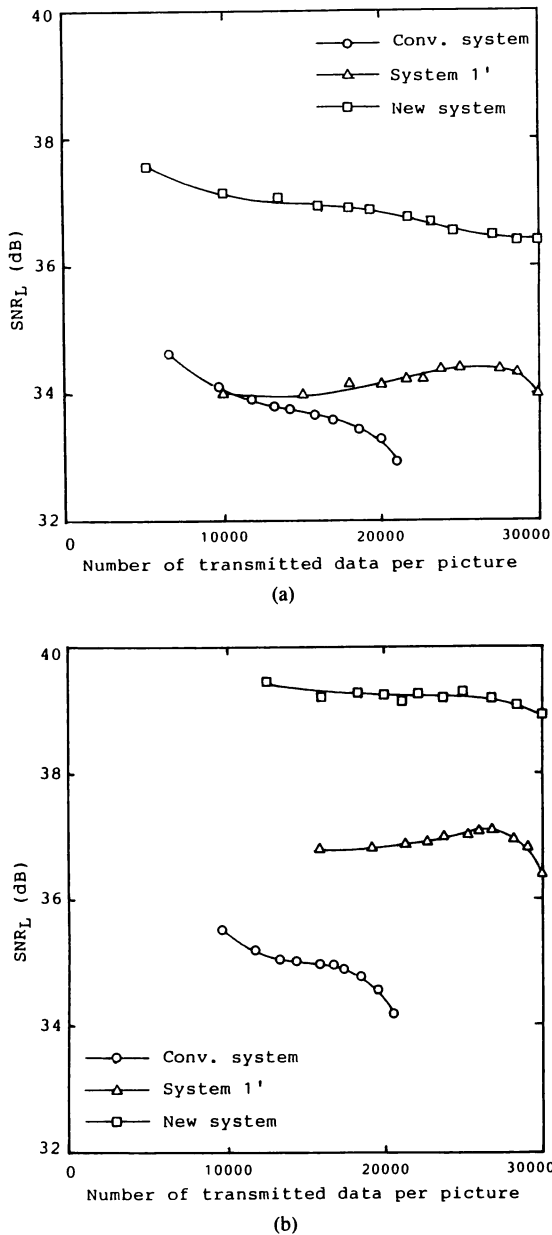 40
38
36
34
32
SNRL (dB)
Conv. system
System 1'
New system
0 10000 20000 30000
Number of transmitted data per picture
(a)
40
38
36
34
32
SNRL (dB)
Conv. system
System 1'
New system
0 10000 20000 30000
Number of transmitted data per picture
(b)